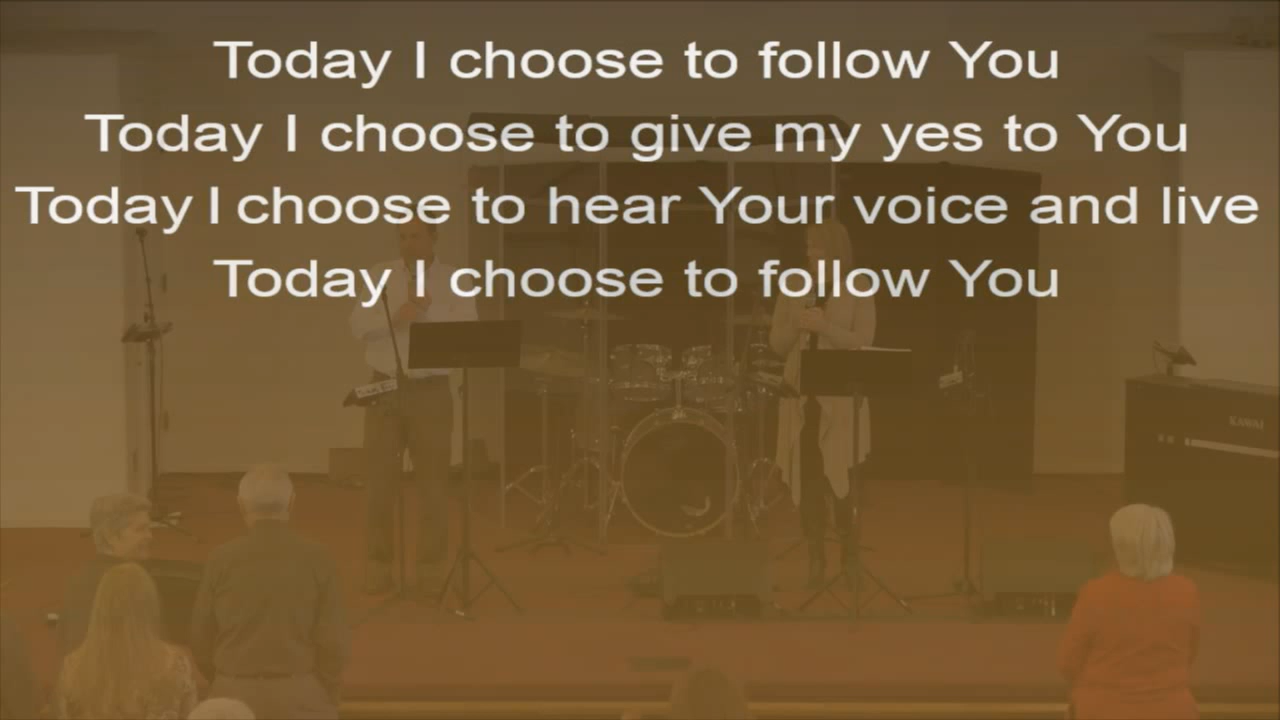 Today I choose to follow You
Today I choose to give my yes to You
Today I choose to hear Your voice and live
Today I choose to follow You
KAWAI